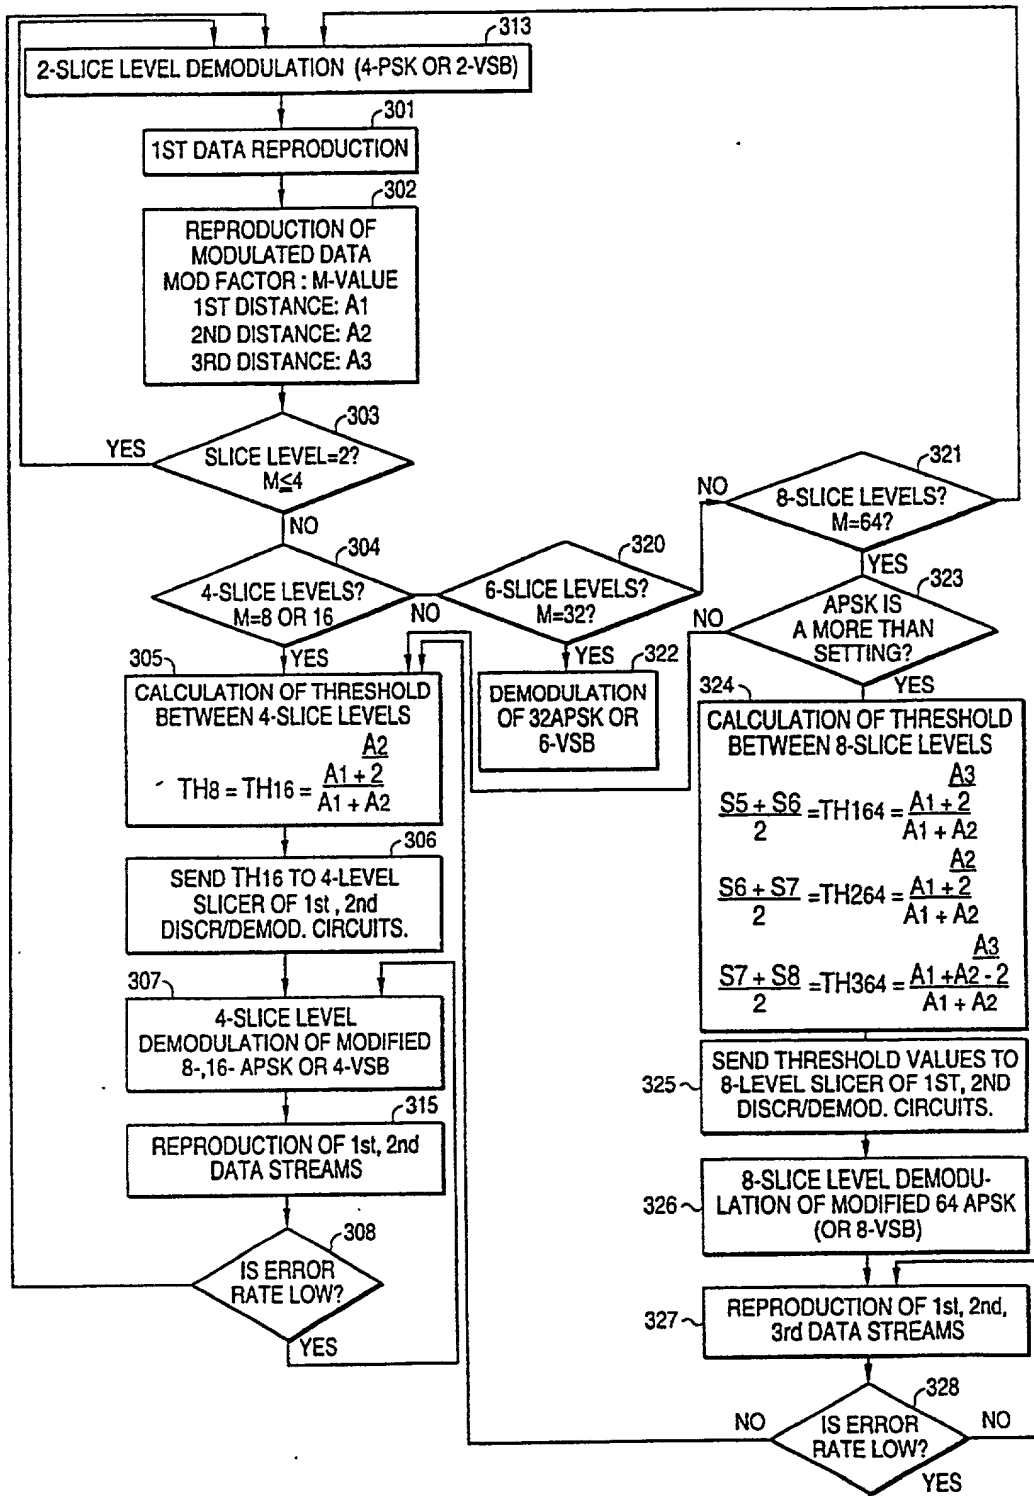 313
2-SLICE LEVEL DEMODULATION (4-PSK OR 2-VSB)
301
1ST DATA REPRODUCTION
302
REPRODUCTION OF
MODULATED DATA
MOD FACTOR : M-VALUE
1ST DISTANCE: A1
2ND DISTANCE: A2
3RD DISTANCE: A3
303
YES
SLICE LEVEL=2?
M≤4
NO
304
4-SLICE LEVELS?
M=8 OR 16
NO
YES
320
6-SLICE LEVELS?
M=32?
NO
YES
321
8-SLICE LEVELS?
M=64?
YES
322
DEMODULATION
OF 32APSK OR
6-VSB
323
NO
APSK IS
A MORE THAN
SETTING?
YES
305
CALCULATION OF THRESHOLD
BETWEEN 4-SLICE LEVELS
A2
A1 + 2
TH8 = TH16 =
A1 + A2
306
SEND TH16 TO 4-LEVEL
SLICER OF 1st, 2nd
DISCR/DEMOD. CIRCUITS.
307
4-SLICE LEVEL
DEMODULATION OF MODIFIED
8-,16- APSK OR 4-VSB
315
REPRODUCTION OF 1st, 2nd
DATA STREAMS
308
IS ERROR
RATE LOW?
YES
324
CALCULATION OF THRESHOLD
BETWEEN 8-SLICE LEVELS
A3
S5 + S6 A1 + 2
=TH164 =
2 A1 + A2
A2
S6 + S7 A1 + 2
=TH264 =
2 A1 + A2
A3
S7 + S8 A1 +A2 - 2
=TH364 =
2 A1 + A2
325
SEND THRESHOLD VALUES TO
8-LEVEL SLICER OF 1ST, 2ND
DISCR/DEMOD. CIRCUITS.
326
8-SLICE LEVEL DEMODU-
LATION OF MODIFIED 64 APSK
(OR 8-VSB)
327
REPRODUCTION OF 1st, 2nd,
3rd DATA STREAMS
328
NO
IS ERROR
RATE LOW?
NO
YES